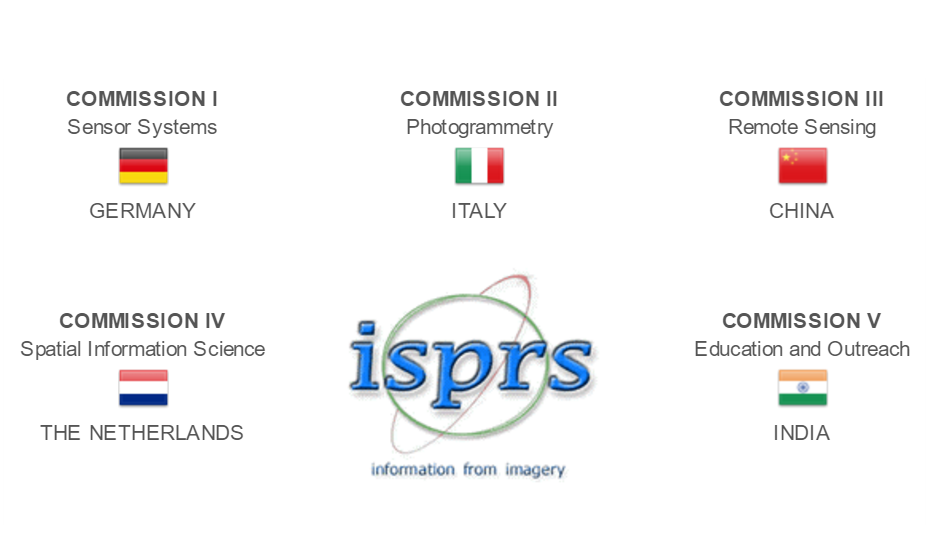 COMMISSION I
Sensor Systems
GERMANY
COMMISSION II
Photogrammetry
ITALY
COMMISSION III
Remote Sensing
CHINA
COMMISSION IV
Spatial Information Science
THE NETHERLANDS
isprs
information from imagery
COMMISSION V
Education and Outreach
INDIA